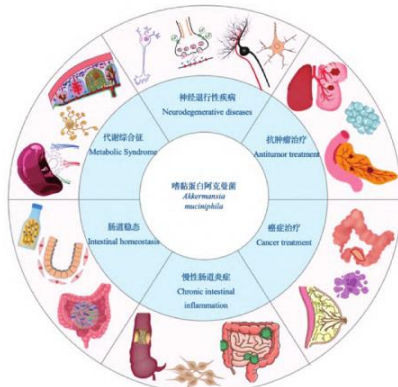 神经退行性疾病
Neurodegenerative diseases
抗肿瘤治疗
Antitumor treatment
癌症治疗
Cancer treatment
慢性肠道炎症
Chronic intestinal
inflammation
肠道稳态
Intestinal homeostasis
代谢综合征
Metabolic Syndrome
嗜黏蛋白阿克曼菌
Akkermansta
muciniphila